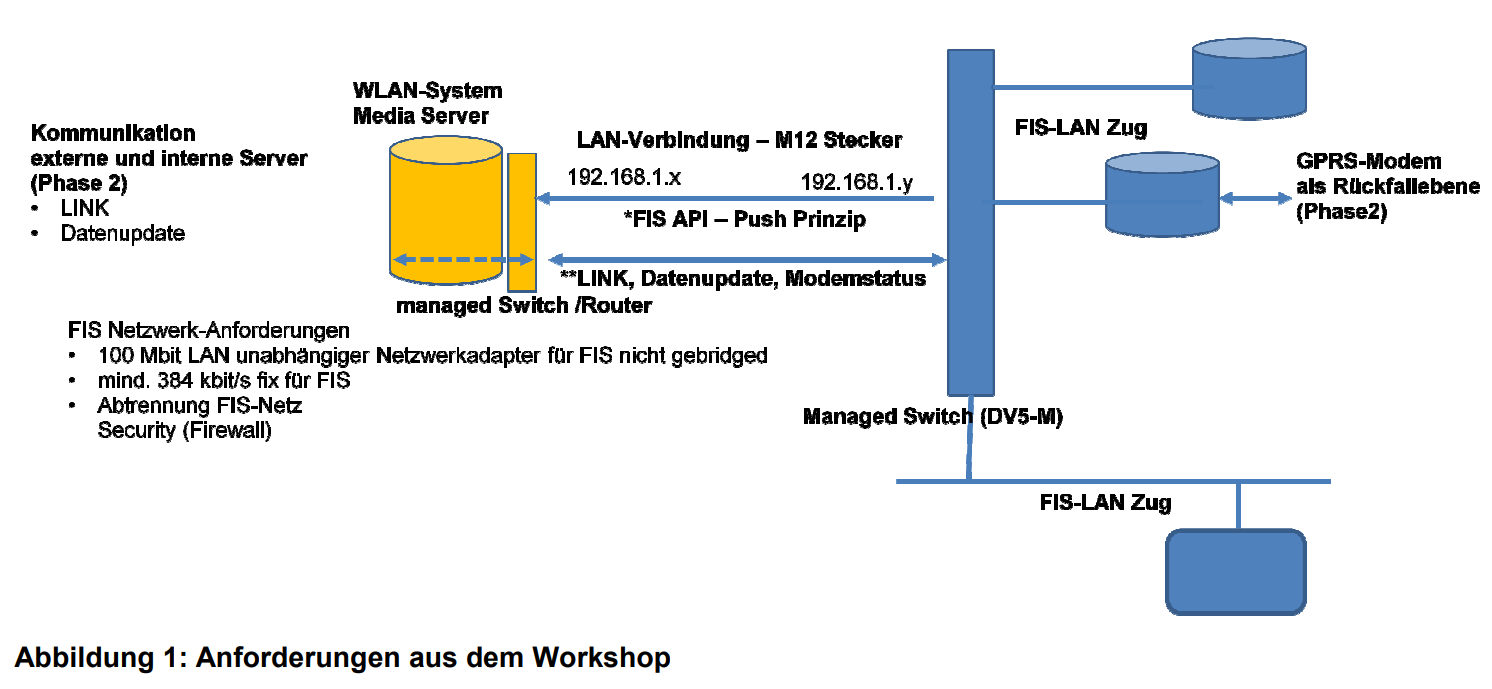 WLAN-System
Media Server
Kommunikation
externe und interne Server
(Phase 2)
• LINK
• Datenupdate
LAN-Verbindung – M12 Stecker
192.168.1.x
192.168.1.y
*FIS API – Push Prinzip
**LINK, Datenupdate, Modemstatus
managed Switch /Router
FIS-LAN Zug
GPRS-Modem
als Rückfallebene
(Phase2)
FIS Netzwerk-Anforderungen
• 100 Mbit LAN unabhängiger Netzwerkadapter für FIS nicht gebridged
• mind. 384 kbit/s fix für FIS
• Abtrennung FIS-Netz
Security (Firewall)
Managed Switch (DV5-M)
FIS-LAN Zug
Abbildung 1: Anforderungen aus dem Workshop